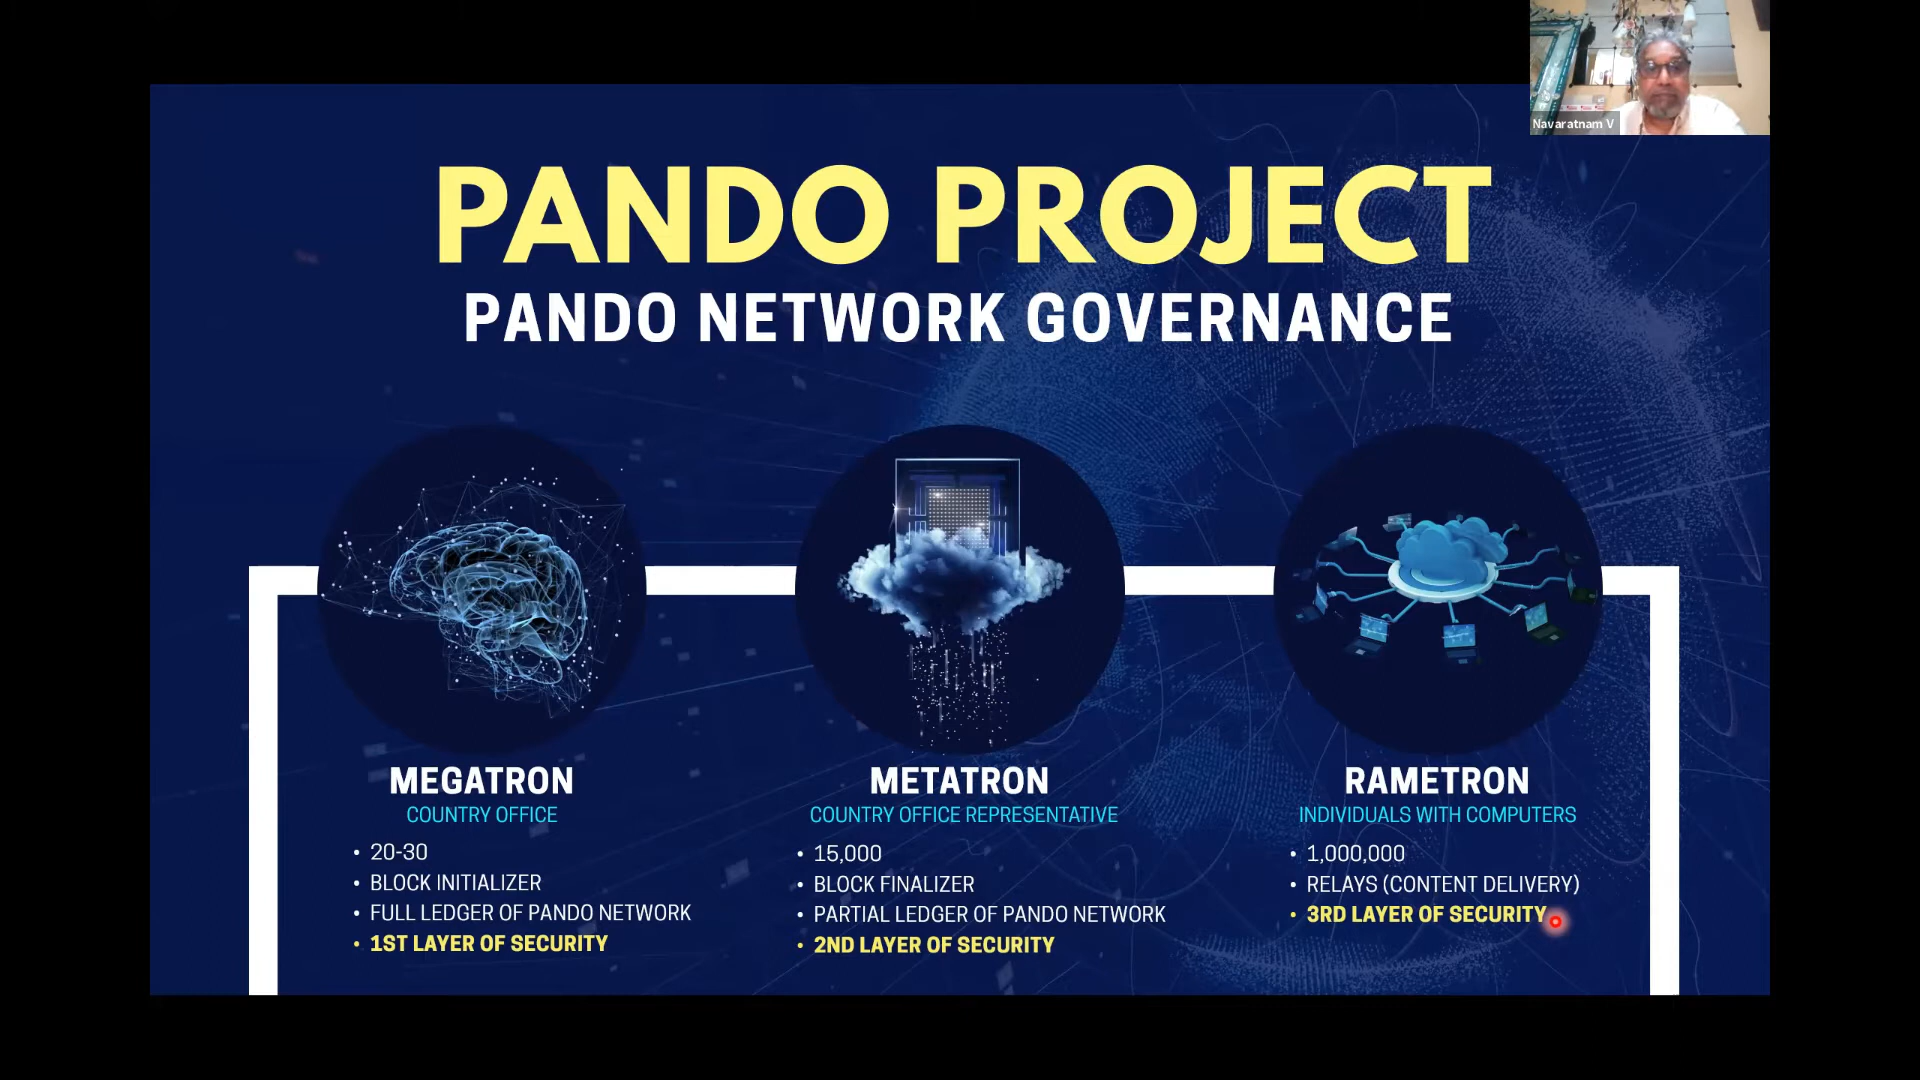 Navaratnam V
PANDO PROJECT
PANDO NETWORK GOVERNANCE
MEGATRON
COUNTRY OFFICE
• 20-30
• BLOCK INITIALIZER
• FULL LEDGER OF PANDO NETWORK
• 1ST LAYER OF SECURITY
METATRON
COUNTRY OFFICE REPRESENTATIVE
• 15,000
• BLOCK FINALIZER
• PARTIAL LEDGER OF PANDO NETWORK
• 2ND LAYER OF SECURITY
RAMETRON
INDIVIDUALS WITH COMPUTERS
• 1,000,000
• RELAYS (CONTENT DELIVERY)
• 3RD LAYER OF SECURITY